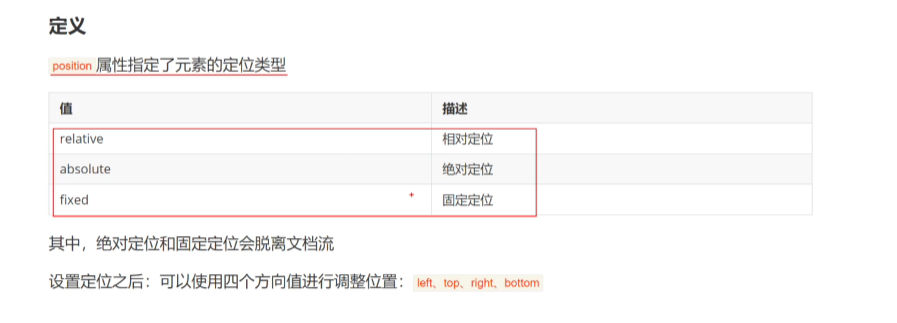 定义
position 属性指定了元素的定位类型
值 描述
relative 相对定位
absolute 绝对定位
fixed 固定定位
其中，绝对定位和固定定位会脱离文档流
设置定位之后：可以使用四个方向值进行调整位置：left、top、right、bottom